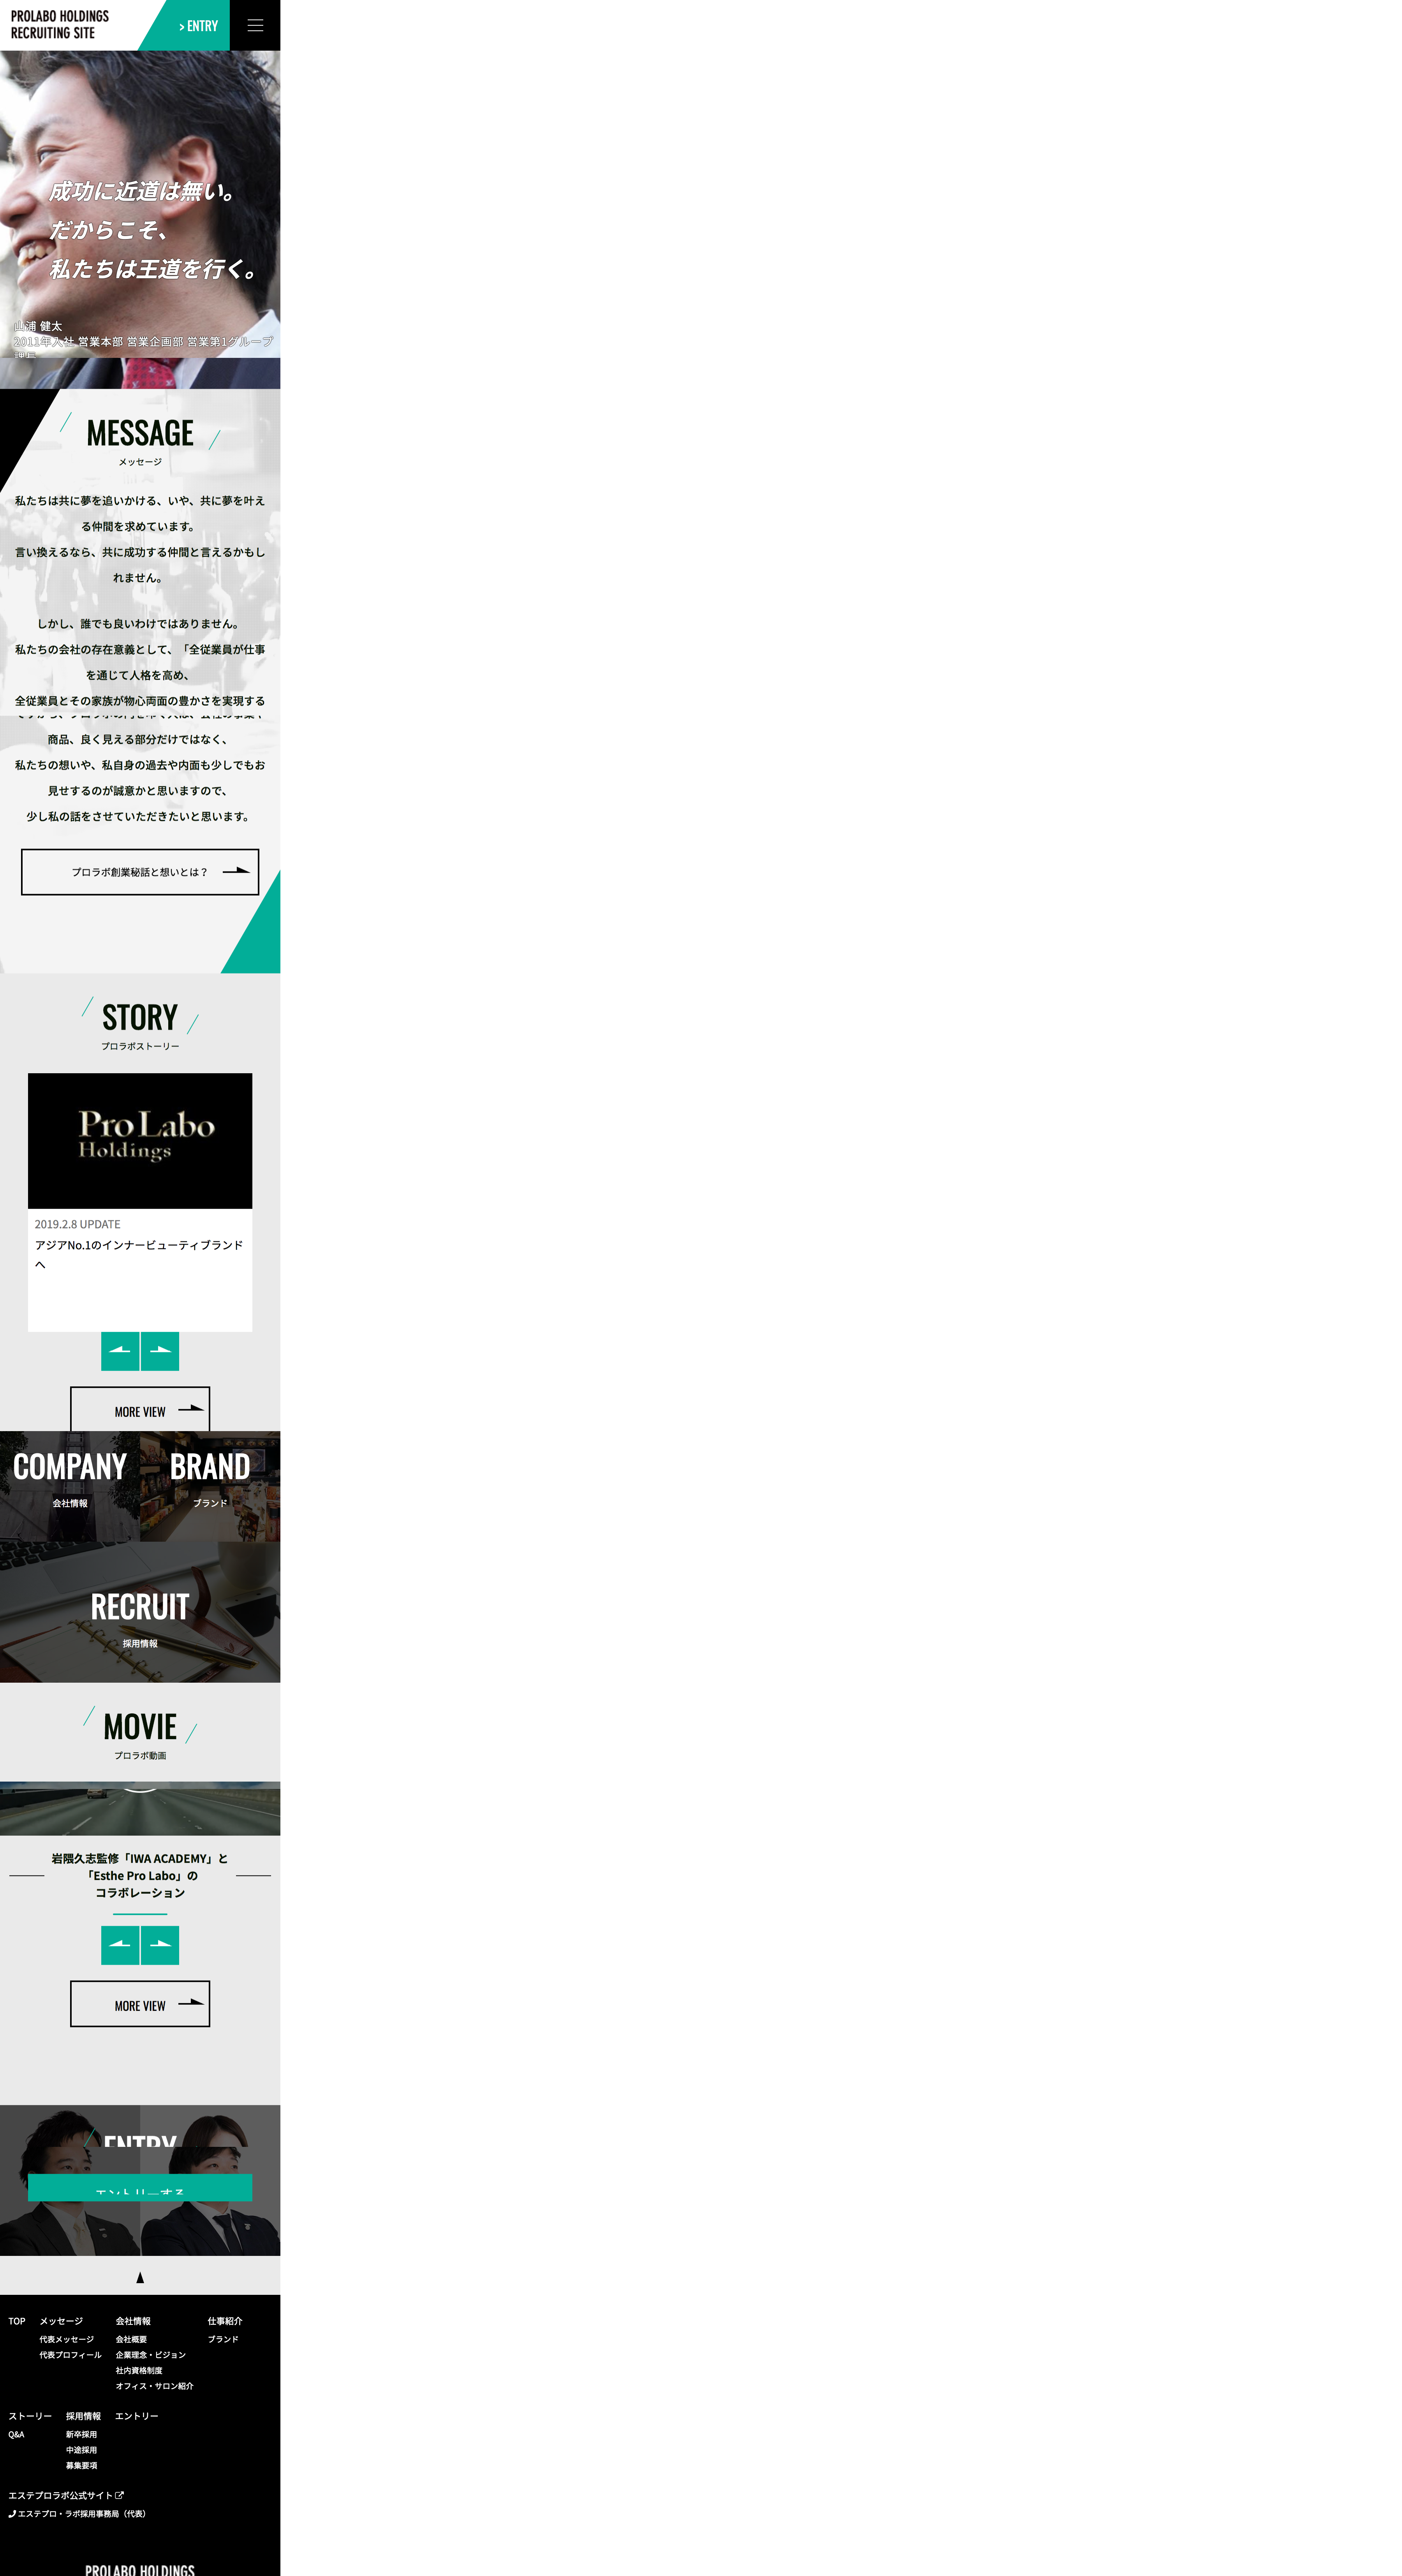 PROLABO HOLDINGS
RECRUITING SITE
> ENTRY
成功に近道は無い。
だからこそ、
私たちは王道を行く。
山浦 健太
2011年入社 営業本部 営業企画部 営業第1グループ
課長
MESSAGE
メッセージ
私たちは共に夢を追いかける、いや、共に夢を叶え
る仲間を求めています。
言い換えるなら、共に成功する仲間と言えるかもし
れません。
しかし、誰でも良いわけではありません。
私たちの会社の存在意義として、「全従業員が仕事
を通じて人格を高め、
全従業員とその家族が物心両面の豊かさを実現する
商品、良く見える部分だけではなく、
私たちの想いや、私自身の過去や内面も少しでもお
見せするのが誠意かと思いますので、
少し私の話をさせていただきたいと思います。
プロラボ創業秘話と想いとは？
STORY
プロラボストーリー
Pro Labo
Holdings
2019.2.8 UPDATE
アジアNo.1のインナービューティブランド
へ
MORE VIEW
COMPANY
会社情報
BRAND
ブランド
RECRUIT
採用情報
MOVIE
プロラボ動画
岩隈久志監修「IWA ACADEMY」と
「Esthe Pro Labo」の
コラボレーション
MORE VIEW
ENTRY
エントリーする
TOP
メッセージ
代表メッセージ
代表プロフィール
会社情報
会社概要
企業理念・ビジョン
社内資格制度
オフィス・サロン紹介
仕事紹介
ブランド
ストーリー
Q&A
採用情報
新卒採用
中途採用
募集要項
エントリー
エステプロラボ公式サイト
エステプロ・ラボ採用事務局（代表）
PROLABO HOLDINGS